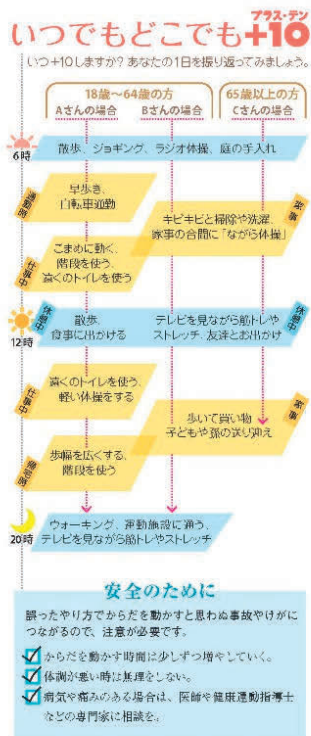 プラス・テン
いつでもどこでも+10
いつ+10しますか? あなたの1日を振り返ってみましょう。
18歳〜64歳の方
65歳以上の方
Aさんの場合
Bさんの場合
Cさんの場合
6時
散歩、ジョギング、ラジオ体操、庭の手入れ
通勤時
早歩き、
自転車通勤
家事
キビキビと掃除や洗濯、
家事の合間に「ながら体操」
仕事中
こまめに動く、
階段を使う、
遠くのトイレを使う
休憩中
12時
散歩、
食事に出かける
テレビを見ながら筋トレや
ストレッチ、友達とお出かけ
休憩中
仕事中
遠くのトイレを使う、
軽い体操をする
家事
歩いて買い物
子どもや孫の送り迎え
帰宅時
歩幅を広くする、
階段を使う
20時
ウォーキング、運動施設に通う、
テレビを見ながら筋トレやストレッチ
安全のために
誤ったやり方でからだを動かすと思わぬ事故やけがに
つながるので、注意が必要です。
からだを動かす時間は少しずつ増やしていく。
体調が悪い時は無理をしない。
病気や痛みのある場合は、医師や健康運動指導士
などの専門家に相談を。